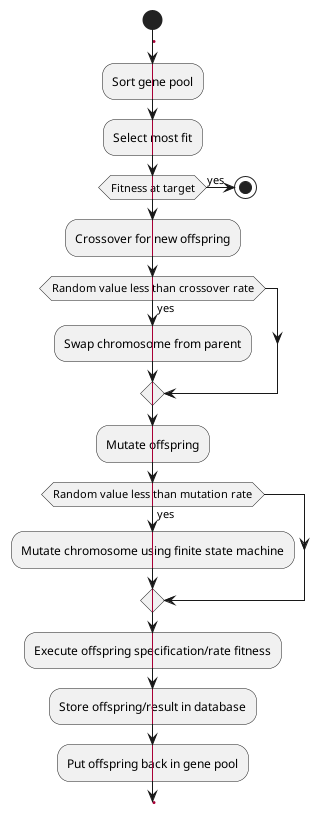 Sort gene pool
Select most fit
Fitness at target
yes
Crossover for new offspring
Random value less than crossover rate
yes
Swap chromosome from parent
Mutate offspring
Random value less than mutation rate
yes
Mutate chromosome using finite state machine
Execute offspring specification/rate fitness
Store offspring/result in database
Put offspring back in gene pool